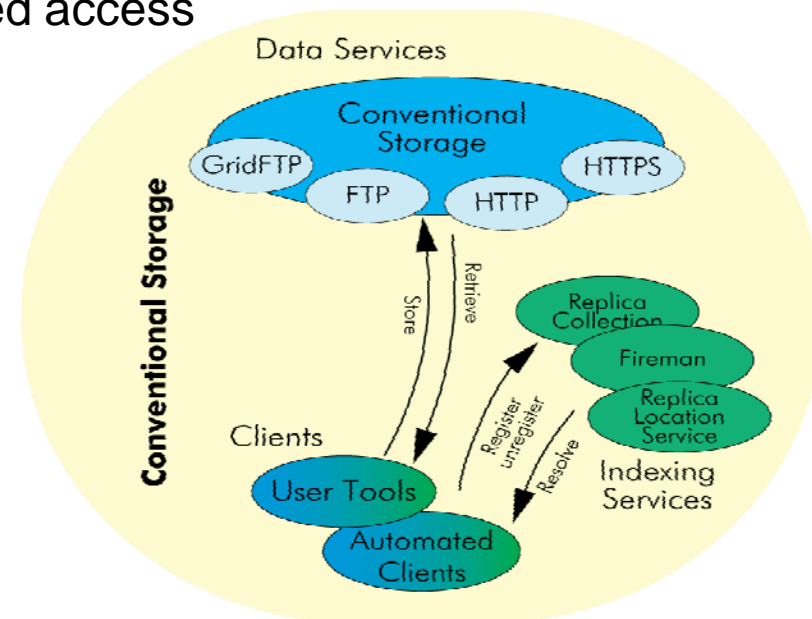 ed access
Data Services
Conventional
Storage
GridFTP
FTP
HTTP
HTTPS
Conventional Storage
Store
Retrieve
Replica
Collection
Fireman
Replica
Location
Service
Register
unregister
Resolve
Indexing
Services
Clients
User Tools
Automated
Clients